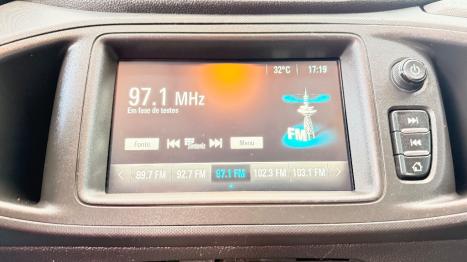 32°C 17:19
97.1 MHz
Em fase de testes
FM
Fonte Menu
89.7 FM 92.7 FM 97.1 FM 102.3 FM 103.1 FM